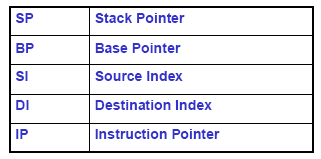 SP Stack Pointer
BP Base Pointer
SI Source Index
DI Destination Index
IP Instruction Pointer